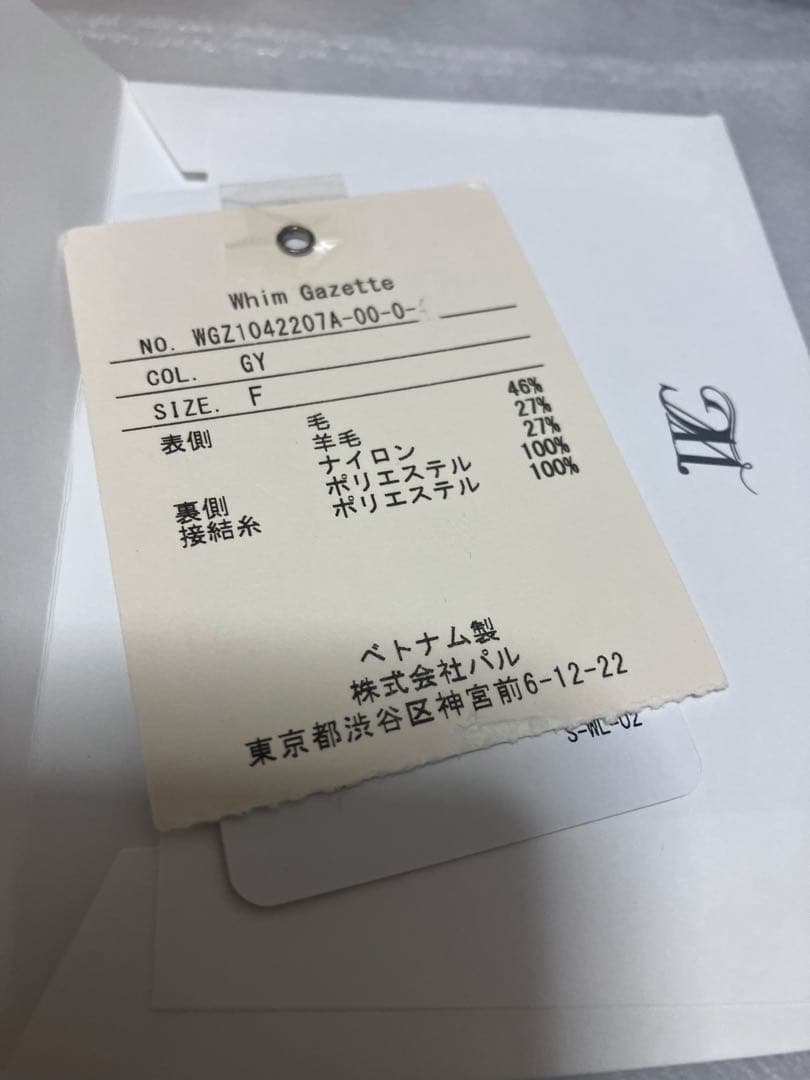 Whim Gazette
NO. WGZ1042207A-00-0-
COL. GY
SIZE. F
表側 毛 46%
羊毛 27%
ナイロン 27%
裏側 ポリエステル 100%
接結糸 ポリエステル 100%
ベトナム製
株式会社パル
東京都渋谷区神宮前6-12-22
S-WL-02
WG